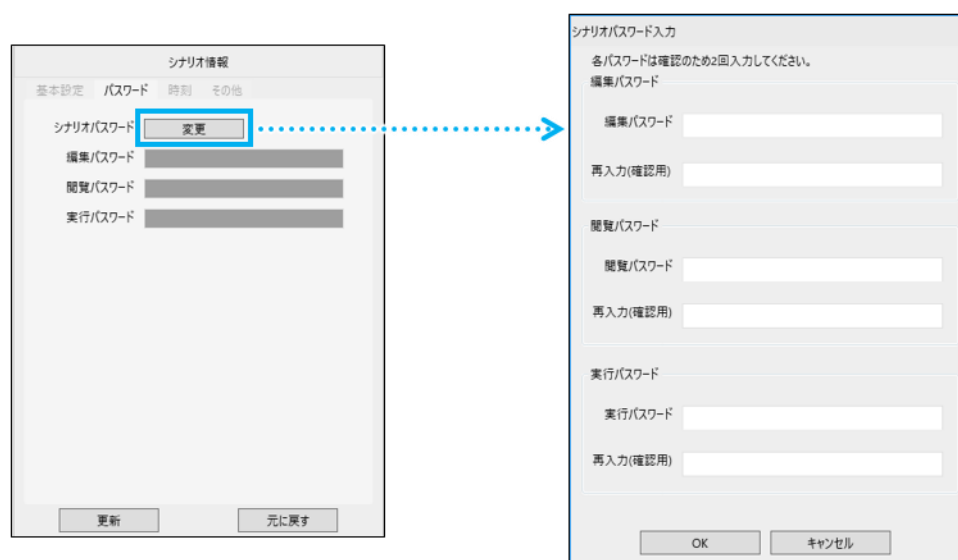 シナリオ情報
基本設定 パスワード 時刻 その他
シナリオパスワード 変更
編集パスワード
閲覧パスワード
実行パスワード
更新 元に戻す
シナリオパスワード入力
各パスワードは確認のため2回入力してください。
編集パスワード
編集パスワード
再入力(確認用)
閲覧パスワード
閲覧パスワード
再入力(確認用)
実行パスワード
実行パスワード
再入力(確認用)
OK キャンセル